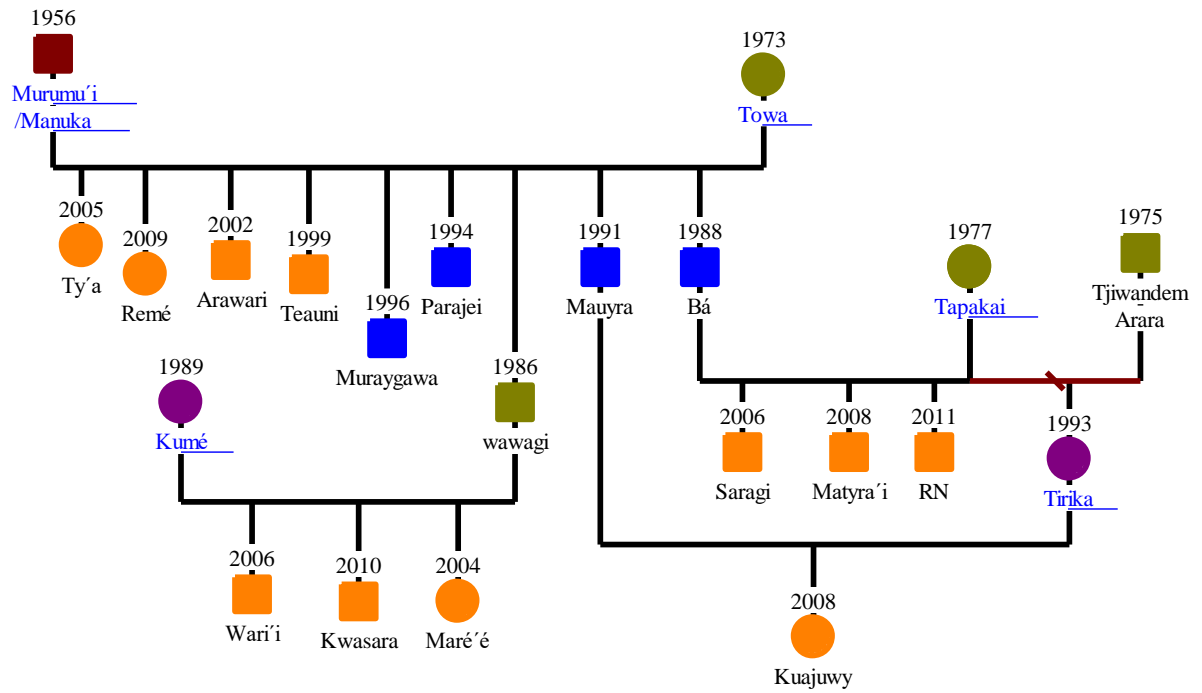 1956
Murumu´i
/Manuka
1973
Towa
2005
Ty´a
2009
Remé
2002
Arawari
1999
Teauni
1996
Muraygawa
1994
Parajei
1986
wawagi
1991
Mauyra
1988
Bá
1977
Tapakai
1975
Tjiwandem
Arara
1989
Kumé
2006
Saragi
2008
Matyra´i
2011
RN
1993
Tirika
2006
Wari´i
2010
Kwasara
2004
Maré´é
2008
Kuajuwy